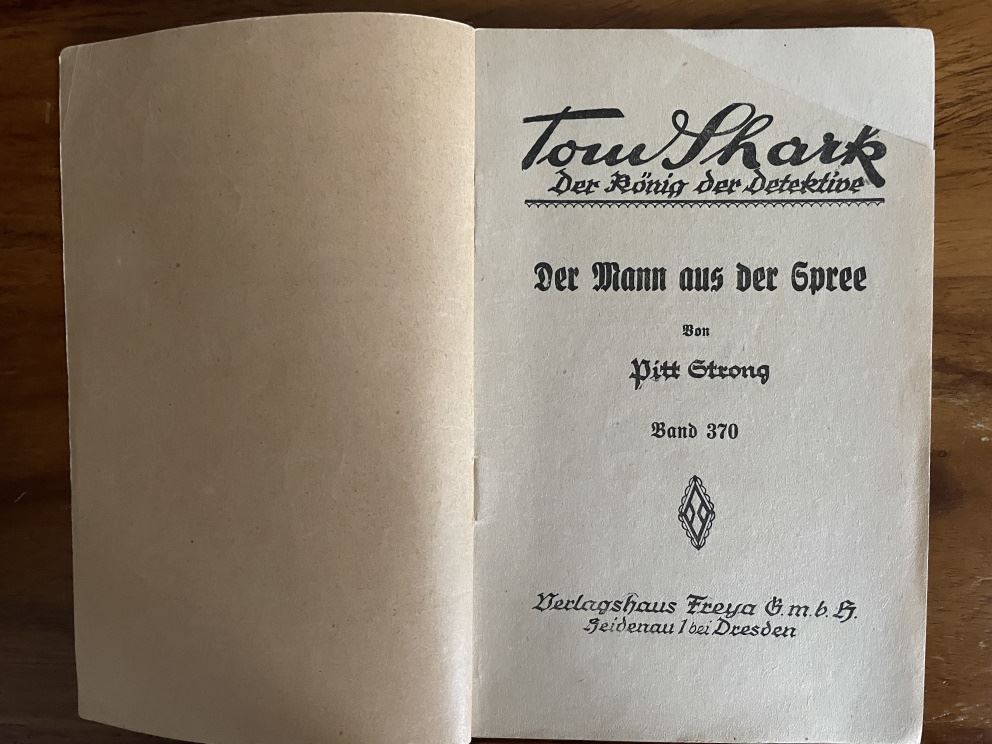 Tom Shark
Der König der Detektive
Der Mann aus der Spree
Von
Pitt Strong
Band 370
Verlagshaus Freya G.m.b.H.
Heidenau 1 bei Dresden